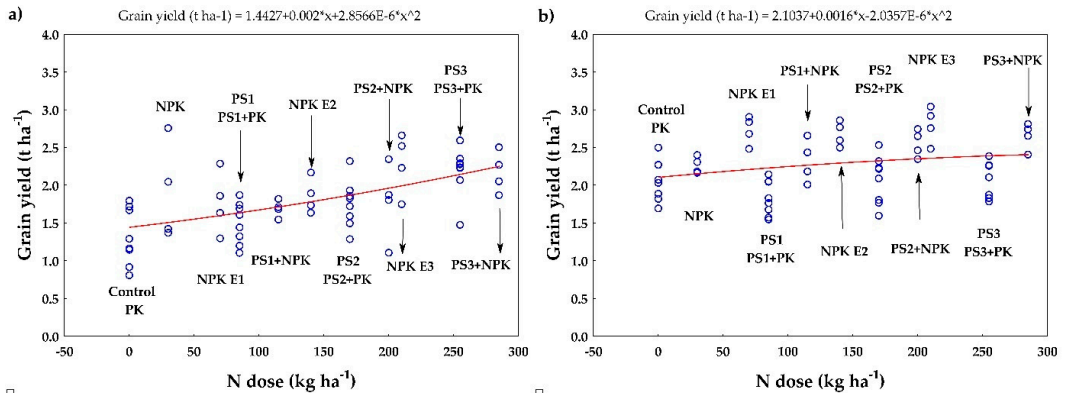 a)
Grain yield (t ha-1) = 1.4427+0.002*x+2.8566E-6*x^2
4.0
3.5
3.0
2.5
2.0
1.5
1.0
0.5
0.0
Grain yield (t ha-1)
NPK
PS1
PS1+PK
NPK E2
PS2+NPK
PS3
PS3+PK
Control
PK
NPK E1
PS1+NPK
PS2
PS2+PK
NPK E3
PS3+NPK
-50
0
50
100
150
200
250
300
N dose (kg ha-1)
b)
Grain yield (t ha-1) = 2.1037+0.0016*x-2.0357E-6*x^2
4.0
3.5
3.0
2.5
2.0
1.5
1.0
0.5
0.0
Grain yield (t ha-1)
Control
PK
NPK E1
PS1+NPK
PS2
PS2+PK
NPK E3
PS3+NPK
NPK
PS1
PS1+PK
NPK E2
PS2+NPK
PS3
PS3+PK
-50
0
50
100
150
200
250
300
N dose (kg ha-1)